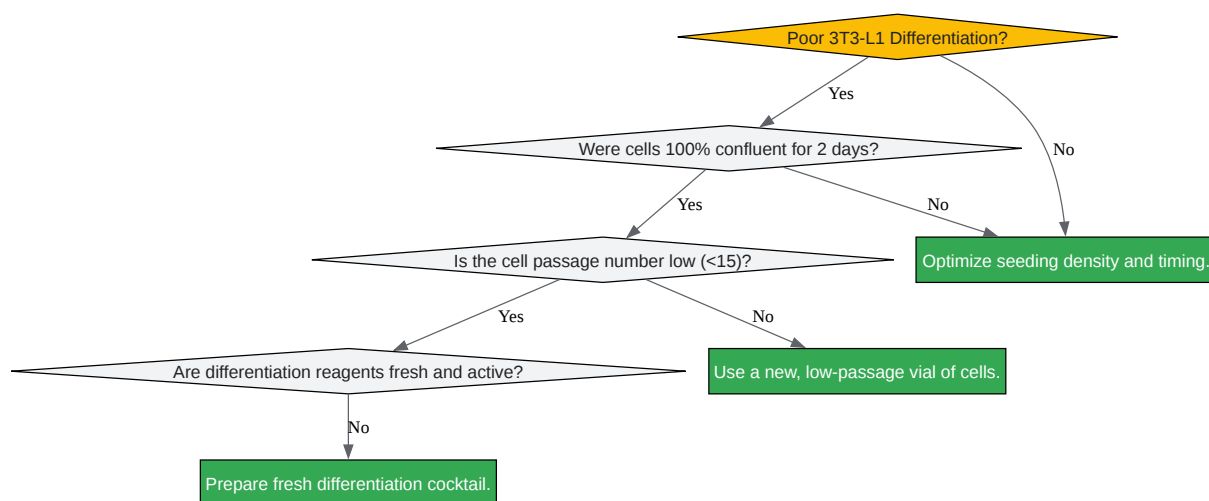 Poor 3T3-L1 Differentiation?
Yes
Were cells 100% confluent for 2 days?
No
Yes
No
Is the cell passage number low (<15)?
Optimize seeding density and timing.
Yes
No
Are differentiation reagents fresh and active?
Use a new, low-passage vial of cells.
No
Prepare fresh differentiation cocktail.